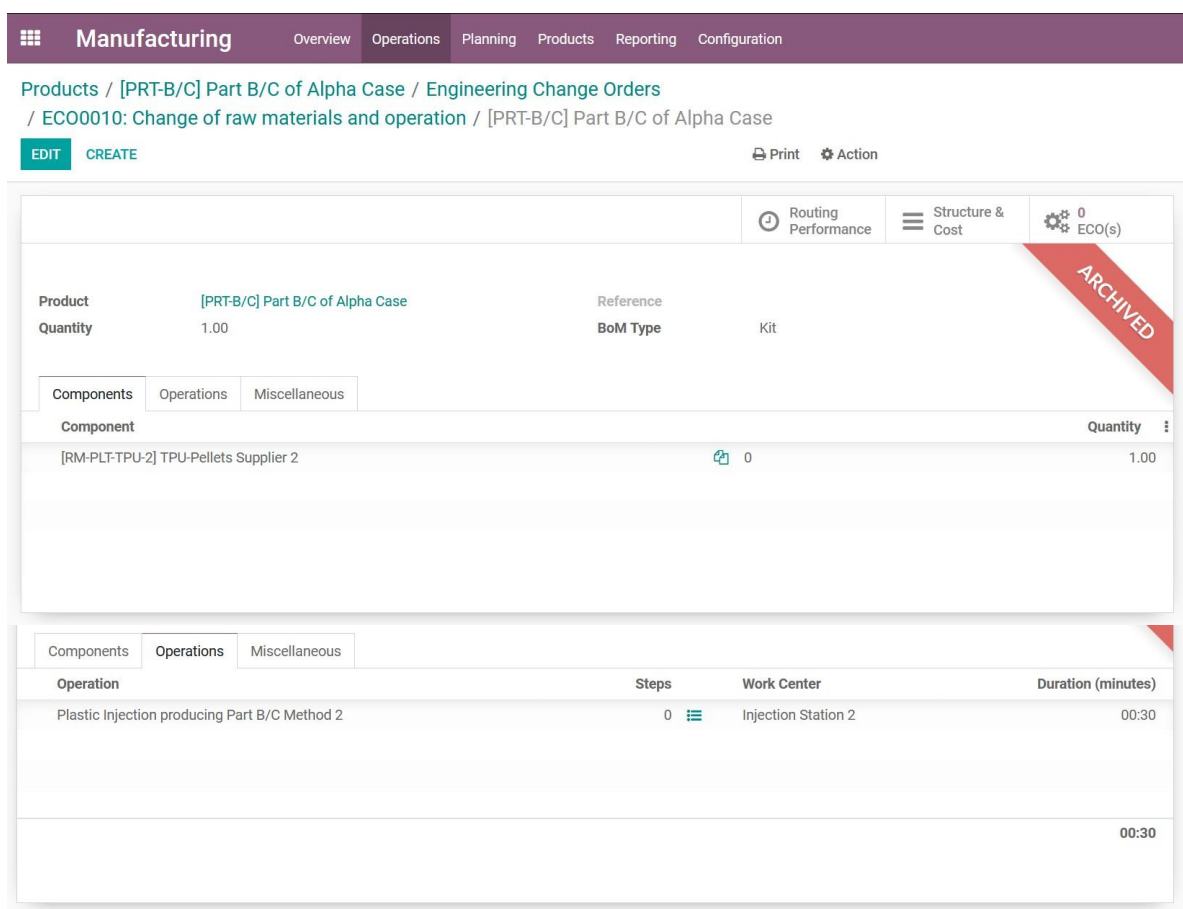 Manufacturing Overview Operations Planning Products Reporting Configuration
Products / [PRT-B/C] Part B/C of Alpha Case / Engineering Change Orders
/ ECO0010: Change of raw materials and operation / [PRT-B/C] Part B/C of Alpha Case
EDIT CREATE Print Action
Routing Performance
Structure & Cost
0 ECO(s)
ARCHIVED
Product [PRT-B/C] Part B/C of Alpha Case Reference
Quantity 1.00 BoM Type Kit
Components Operations Miscellaneous
Component Quantity
[RM-PLT-TPU-2] TPU-Pellets Supplier 2 0 1.00
Components Operations Miscellaneous
Operation Steps Work Center Duration (minutes)
Plastic Injection producing Part B/C Method 2 0 Injection Station 2 00:30
00:30